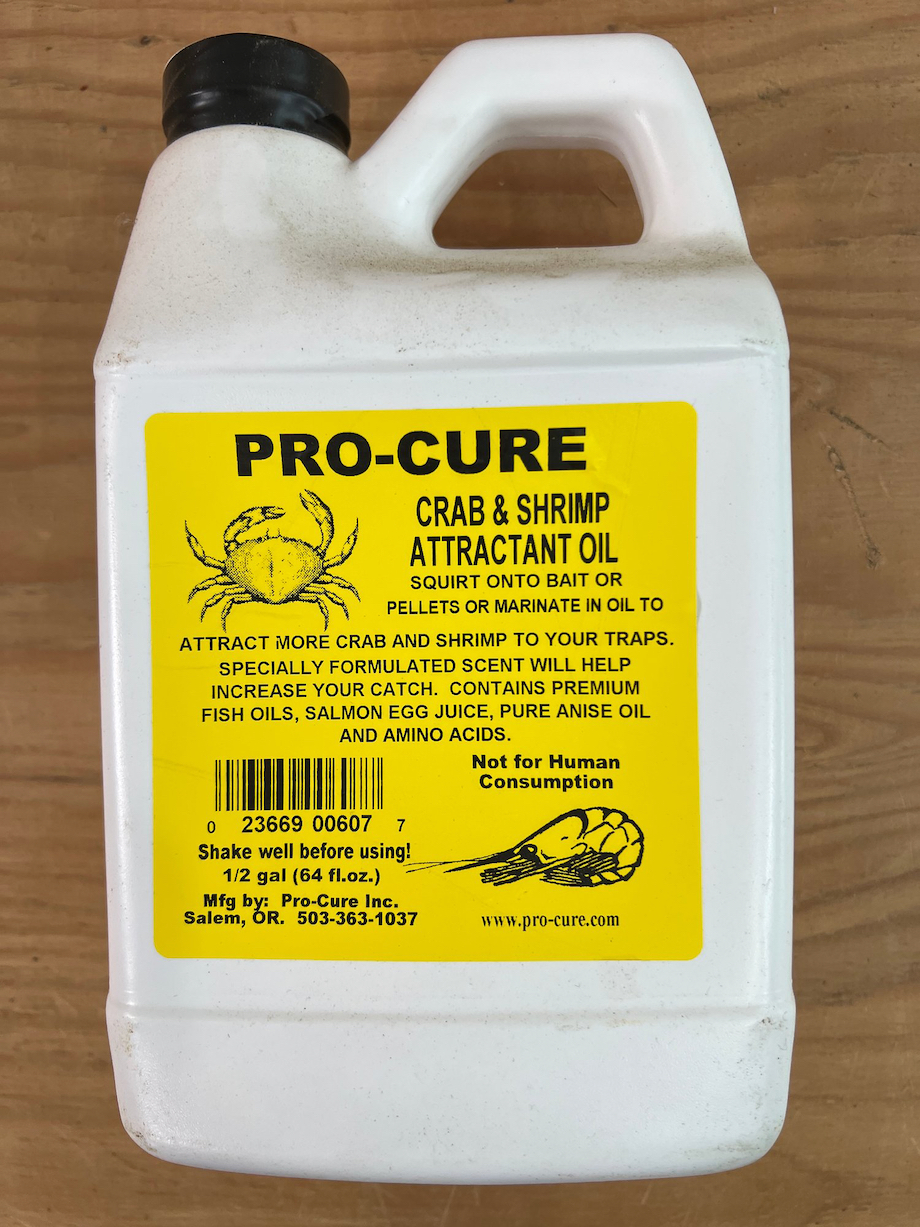 PRO-CURE
CRAB & SHRIMP
ATTRACTANT OIL
SQUIRT ONTO BAIT OR
PELLETS OR MARINATE IN OIL TO
ATTRACT MORE CRAB AND SHRIMP TO YOUR TRAPS.
SPECIALLY FORMULATED SCENT WILL HELP
INCREASE YOUR CATCH. CONTAINS PREMIUM
FISH OILS, SALMON EGG JUICE, PURE ANISE OIL
AND AMINO ACIDS.
Not for Human
Consumption
0 23669 00607 7
Shake well before using!
1/2 gal (64 fl.oz.)
Mfg by: Pro-Cure Inc.
Salem, OR. 503-363-1037
www.pro-cure.com